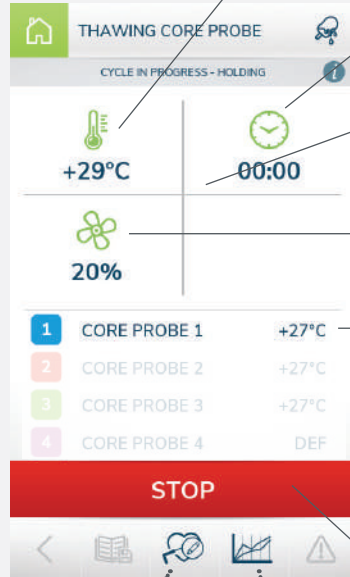 THAWING CORE PROBE
CYCLE IN PROGRESS - HOLDING i
+29°C 00:00
20%
1 CORE PROBE 1 +27°C
2 CORE PROBE 2 +27°C
3 CORE PROBE 3 +27°C
4 CORE PROBE 4 DEF
STOP